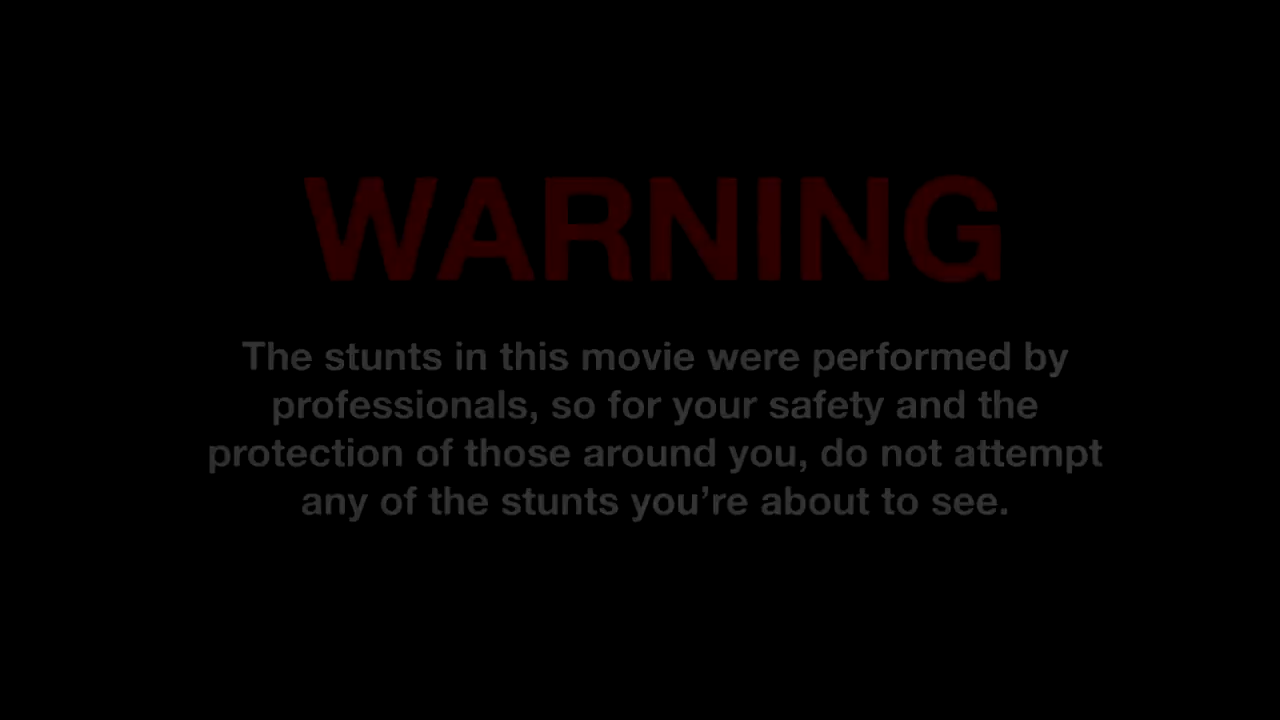 WARNING
The stunts in this movie were performed by
professionals, so for your safety and the
protection of those around you, do not attempt
any of the stunts you’re about to see.